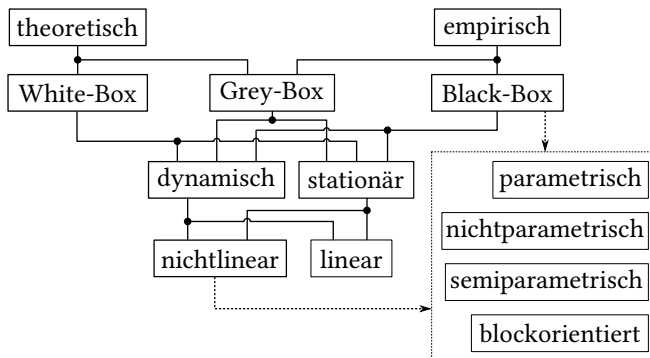 theoretisch
empirisch
White-Box
Grey-Box
Black-Box
dynamisch
stationär
parametrisch
nichtparametrisch
nichtlinear
linear
semiparametrisch
blockorientiert